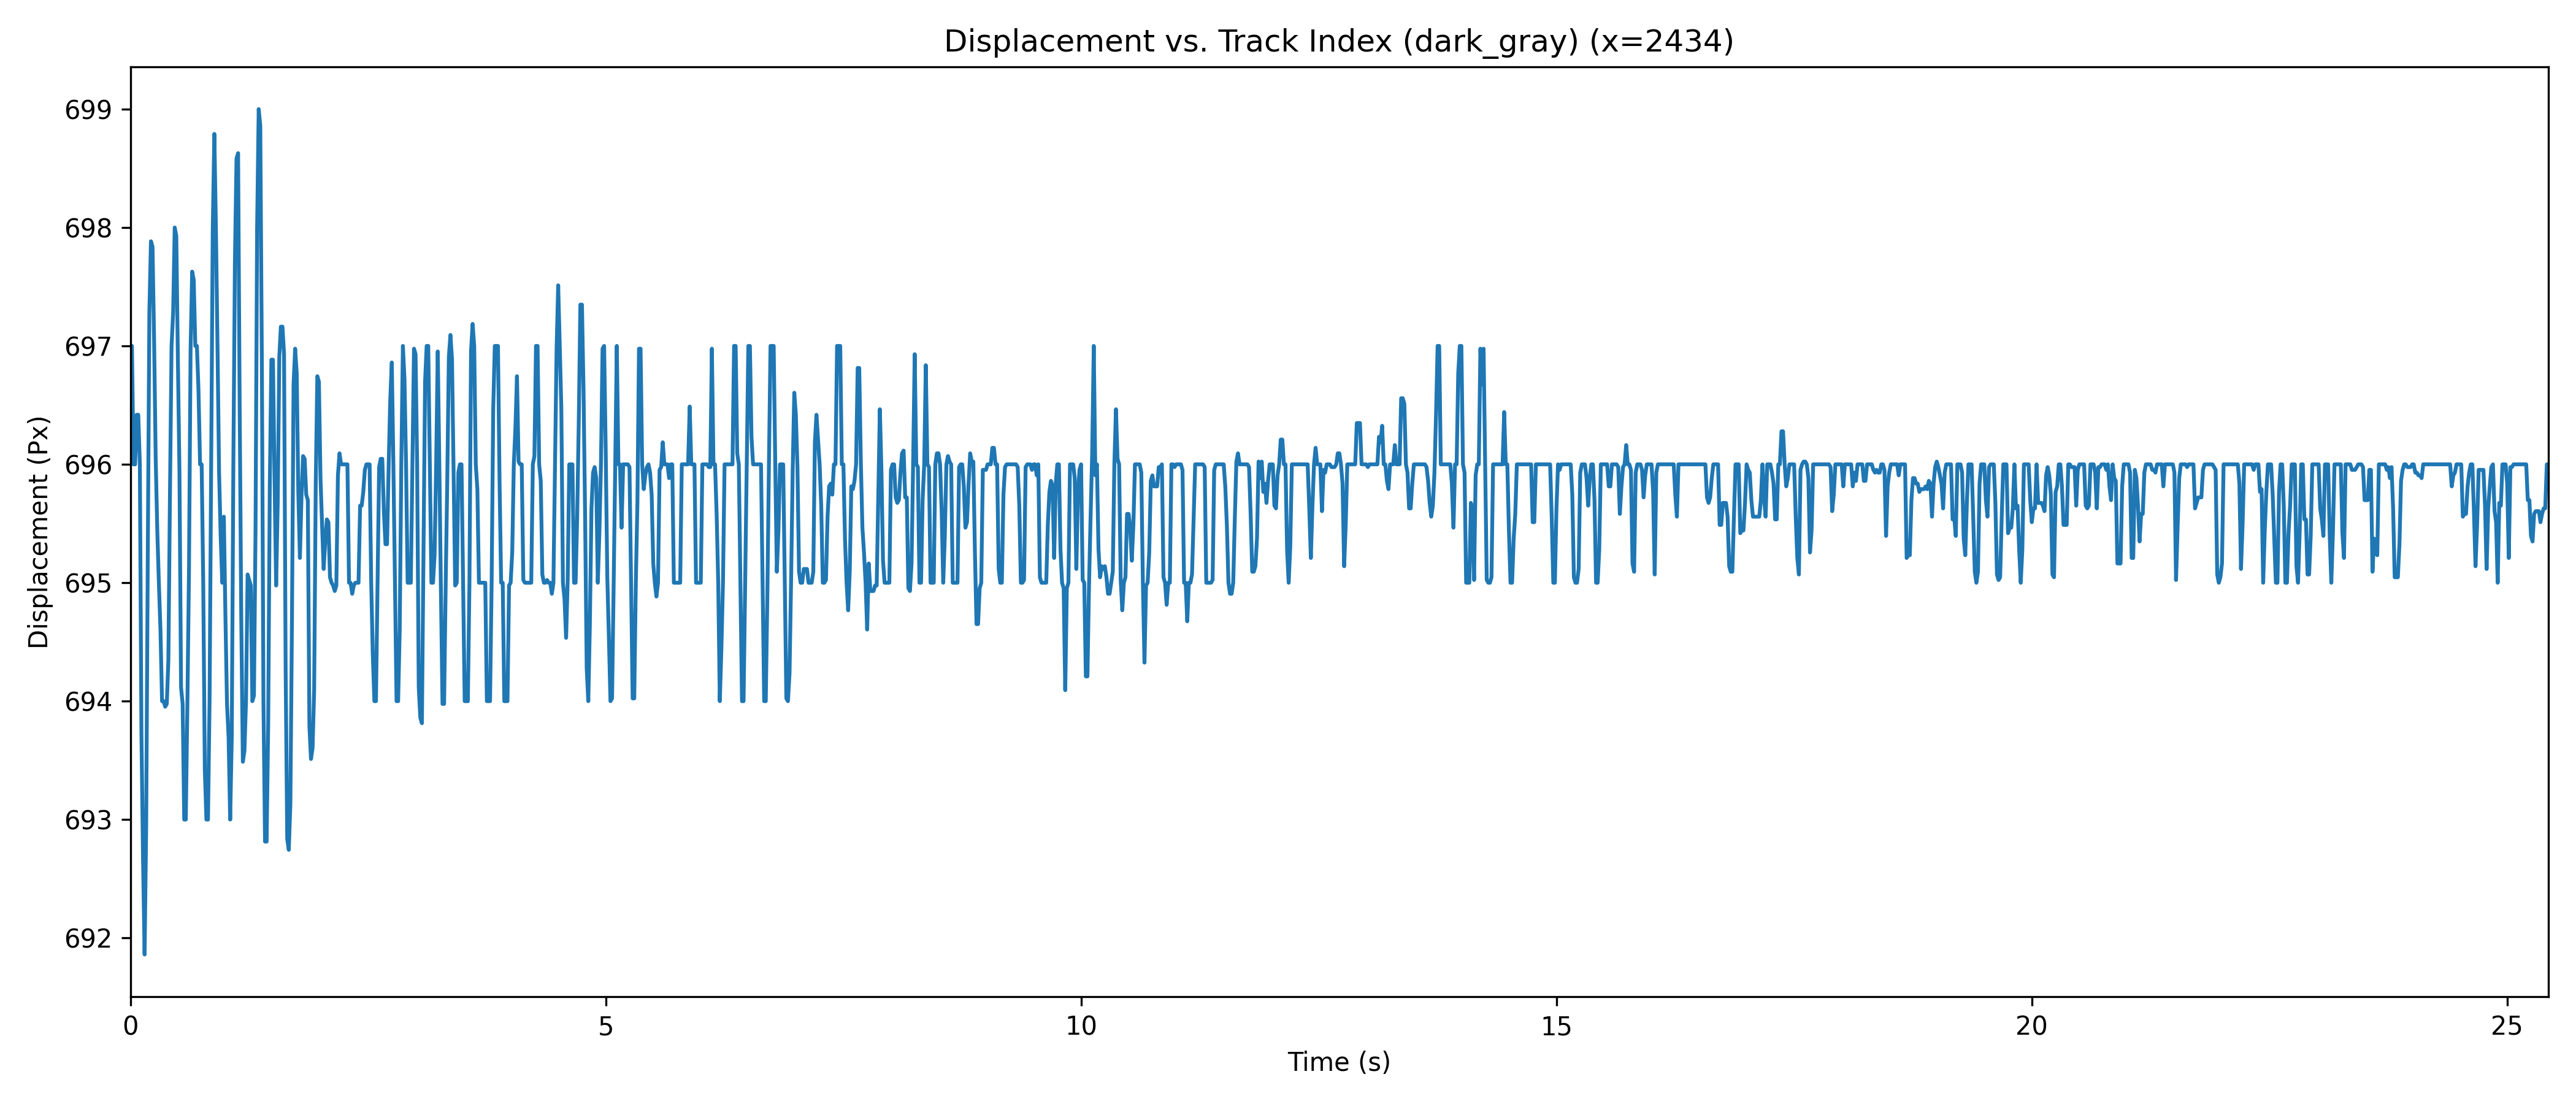 Displacement vs. Track Index (dark_gray) (x=2434)
699
698
697
696
695
694
693
692
Displacement (Px)
0 5 10 15 20 25
Time (s)